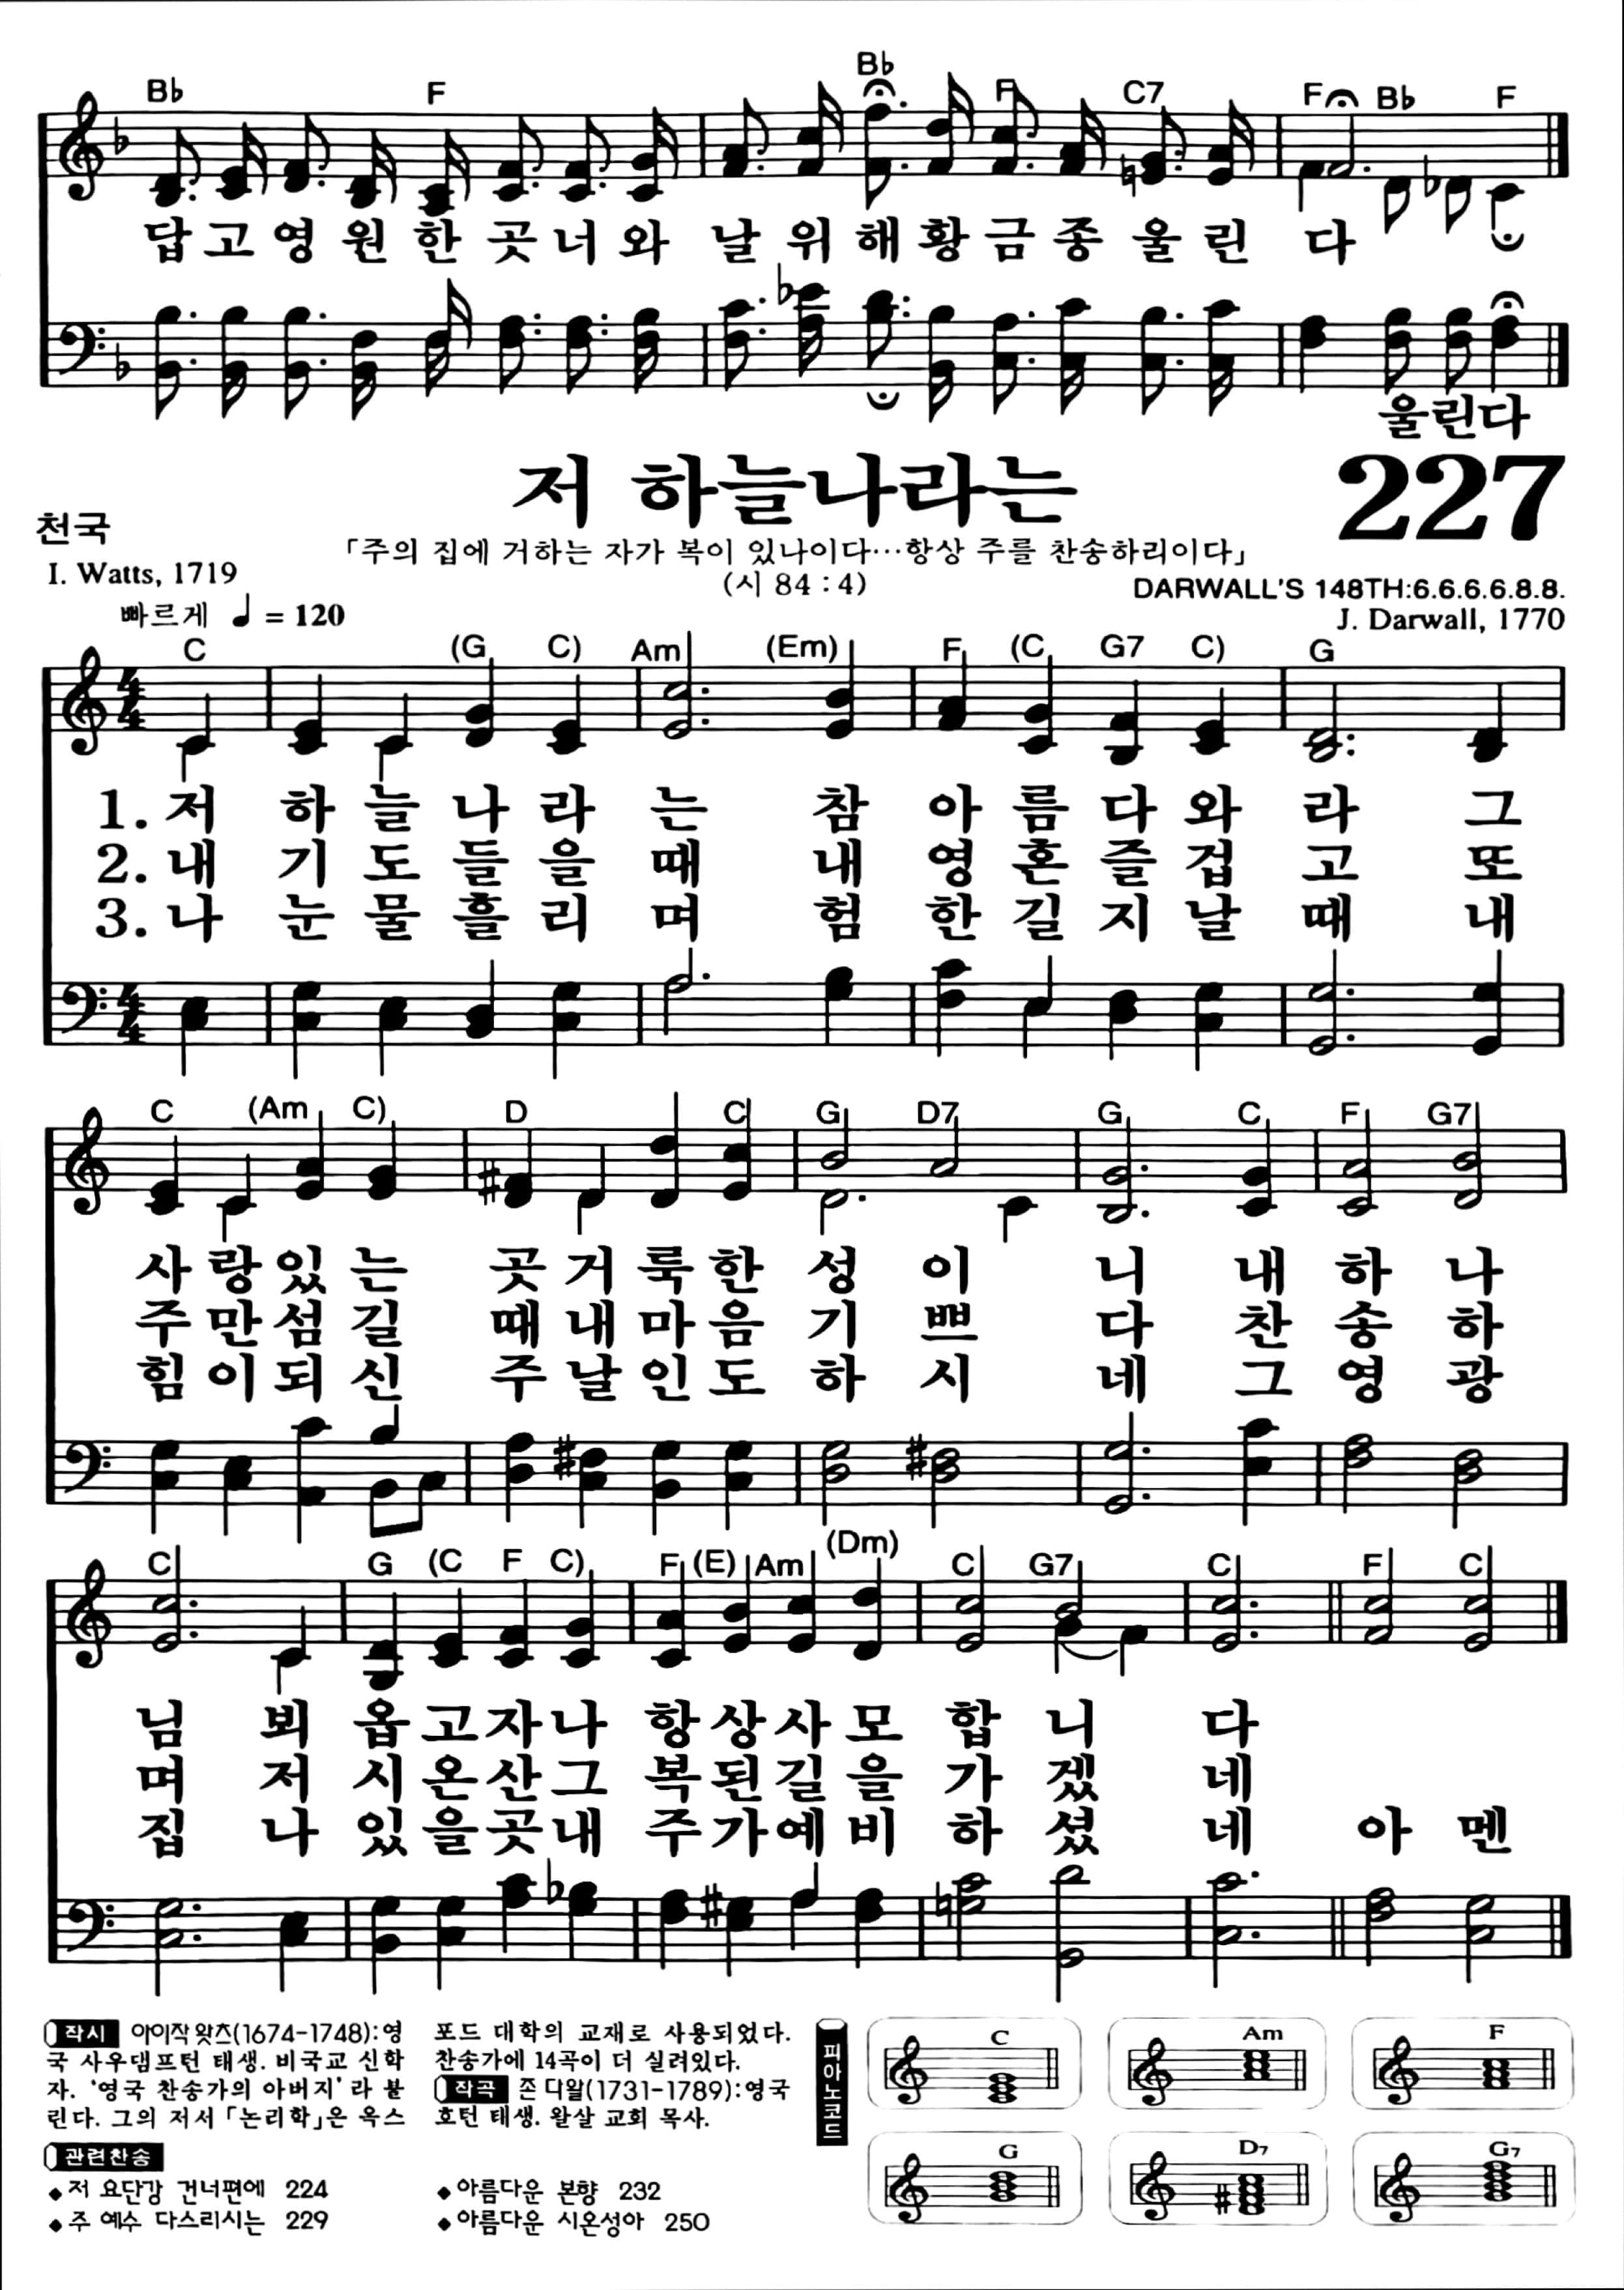 B♭ F B♭ F C7 F B♭ F
답고영원한곳너와 날위해황금종울린 다
울린다
저 하늘나라는 227
천국
「주의 집에 거하는 자가 복이 있나이다…항상 주를 찬송하리이다」
(시 84 : 4)
I. Watts, 1719
DARWALL'S 148TH:6.6.6.6.8.8.
빠르게 ♩ = 120
J. Darwall, 1770
C (G C) Am (Em) F (C G7 C) G
1. 저 하늘나라는 참 아름다와라 그
2. 내 기도들을때 내 영혼즐겁고 또
3. 나 눈물흘리며 험한길지날때 내
C (Am C) D C G D7 G C F G7
사랑있는 곳거룩한 성이 니 내 하나
주만섬길 때내마음 기쁘 다 찬 송하
힘이되신 주날인도 하시 네 그 영광
C G (C F C) F (E) Am (Dm) C G7 C F C
님 뵈 옵고자나 항상사모 합니 다
며 저 시온산그 복된길을 가겠 네
집 나 있을곳내 주가예비 하셨 네 아멘
작시 아이작 왓츠(1674-1748):영
국 사우댐프턴 태생. 비국교 신학
자. '영국 찬송가의 아버지'라 불
린다. 그의 저서 「논리학」은 옥스
포드 대학의 교재로 사용되었다.
찬송가에 14곡이 더 실려있다.
작곡 존 다월(1731-1789):영국
호턴 태생. 왈살 교회 목사.
관련찬송
◆저 요단강 건너편에 224
◆주 예수 다스리시는 229
◆아름다운 본향 232
◆아름다운 시온성아 250
피아노코드
C Am F
G D7 G7